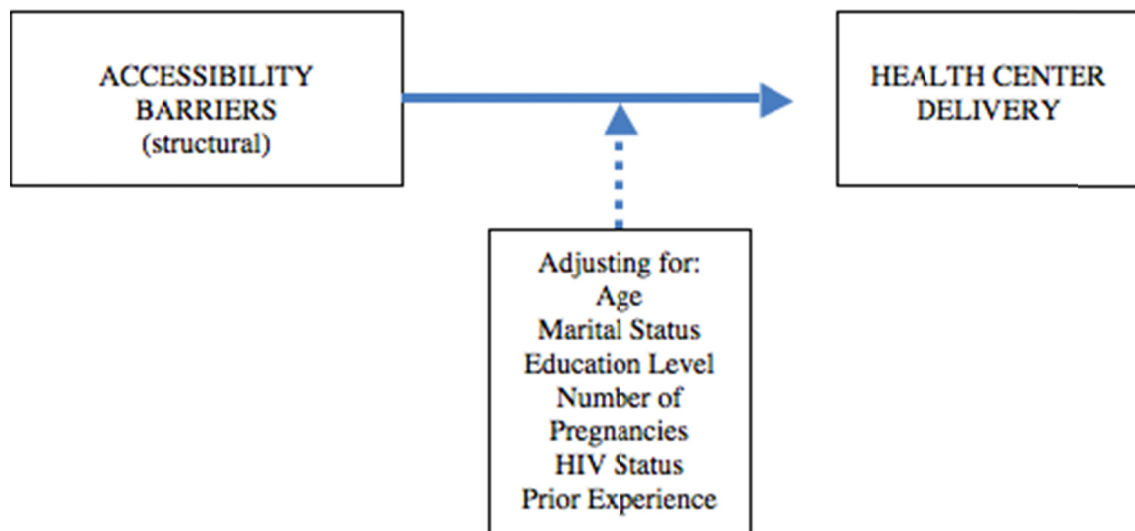 ACCESSIBILITY
BARRIERS
(structural)
HEALTH CENTER
DELIVERY
Adjusting for:
Age
Marital Status
Education Level
Number of
Pregnancies
HIV Status
Prior Experience